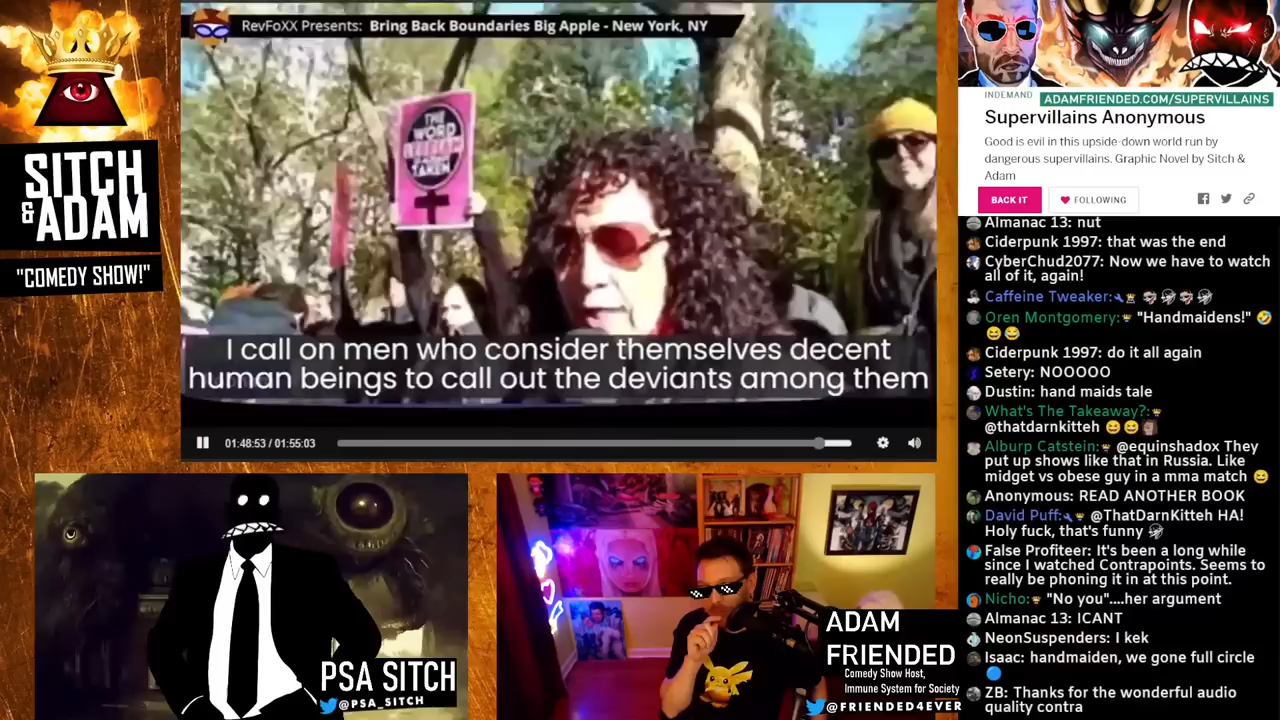 SITCH
& ADAM
"COMEDY SHOW!"
RevFoXX Presents: Bring Back Boundaries Big Apple - New York, NY
THE
WORD
TAKEN
I call on men who consider themselves decent
human beings to call out the deviants among them
01:48:53 / 01:55:03
PSA SITCH
@PSA_SITCH
ADAM
FRIENDED
Comedy Show Host,
Immune System for Society
@FRIENDED4EVER
INDEMAND
ADAMFRIENDED.COM/SUPERVILLAINS
Supervillains Anonymous
Good is evil in this upside-down world run by
dangerous supervillains. Graphic Novel by Sitch &
Adam
BACK IT
FOLLOWING
Almanac 13: nut
Ciderpunk 1997: that was the end
CyberChud2077: Now we have to watch
all of it, again!
Caffeine Tweaker:
Oren Montgomery: "Handmaidens!" 🤣
😆😂
Ciderpunk 1997: do it all again
Setery: NOOOOO
Dustin: hand maids tale
What's The Takeaway?:
@thatdarnkitteh 😆😆
Alburp Catstein: @equinshadox They
put up shows like that in Russia. Like
midget vs obese guy in a mma match 😆
Anonymous: READ ANOTHER BOOK
David Puff: @ThatDarnKitteh HA!
Holy fuck, that's funny
False Profiteer: It's been a long while
since I watched Contrapoints. Seems to
really be phoning it in at this point.
Nicho: "No you"....her argument
Almanac 13: ICANT
NeonSuspenders: I kek
Isaac: handmaiden, we gone full circle
🔵
ZB: Thanks for the wonderful audio
quality contra